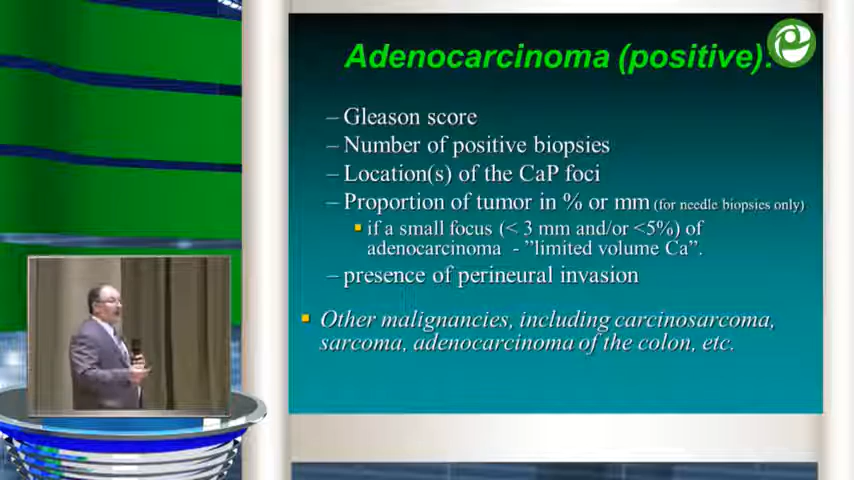 Adenocarcinoma (positive):
– Gleason score
– Number of positive biopsies
– Location(s) of the CaP foci
– Proportion of tumor in % or mm (for needle biopsies only)
if a small focus (< 3 mm and/or <5%) of
adenocarcinoma - ”limited volume Ca”.
– presence of perineural invasion
Other malignancies, including carcinosarcoma,
sarcoma, adenocarcinoma of the colon, etc.